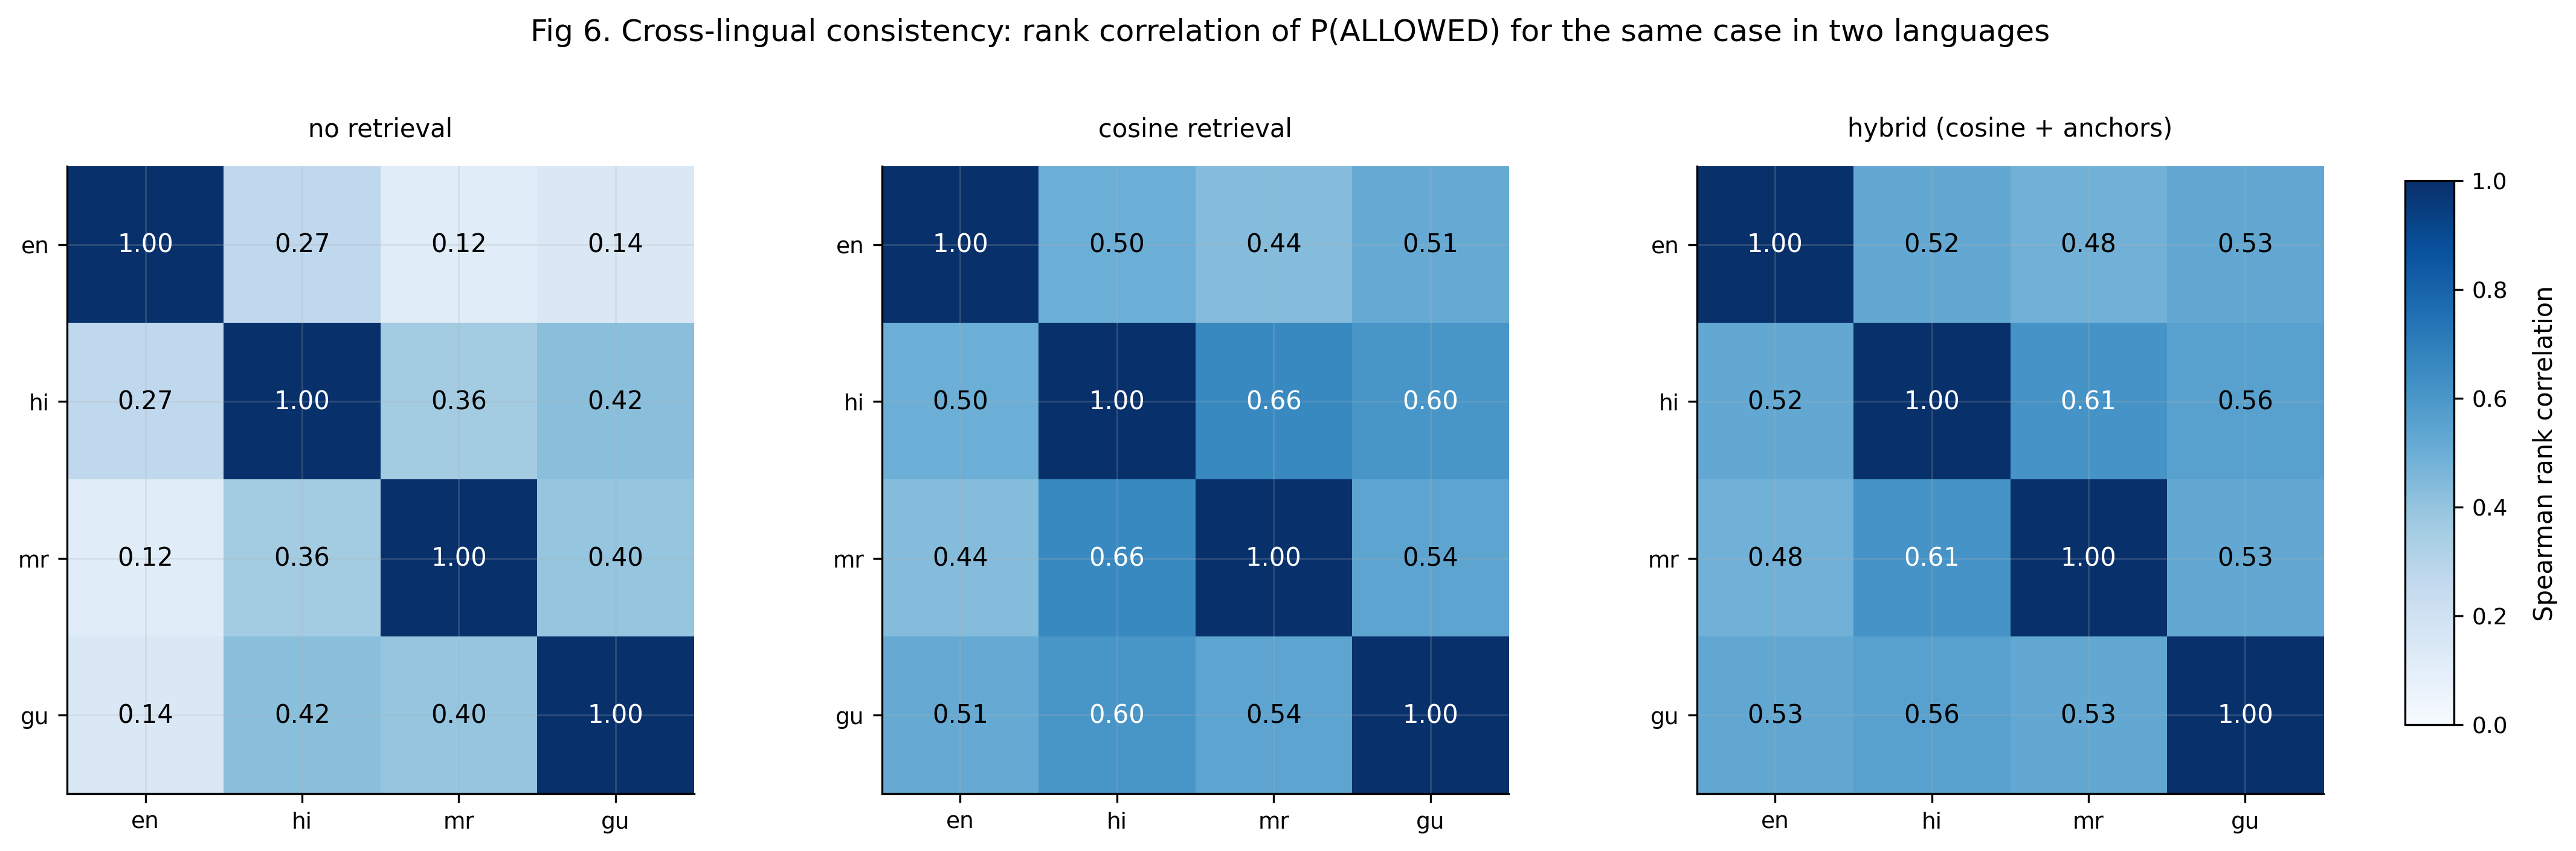 Fig 6. Cross-lingual consistency: rank correlation of P(ALLOWED) for the same case in two languages
no retrieval
en 1.00 0.27 0.12 0.14
hi 0.27 1.00 0.36 0.42
mr 0.12 0.36 1.00 0.40
gu 0.14 0.42 0.40 1.00
en hi mr gu
cosine retrieval
en 1.00 0.50 0.44 0.51
hi 0.50 1.00 0.66 0.60
mr 0.44 0.66 1.00 0.54
gu 0.51 0.60 0.54 1.00
en hi mr gu
hybrid (cosine + anchors)
en 1.00 0.52 0.48 0.53
hi 0.52 1.00 0.61 0.56
mr 0.48 0.61 1.00 0.53
gu 0.53 0.56 0.53 1.00
en hi mr gu
1.0
0.8
0.6
0.4
0.2
0.0
Spearman rank correlation